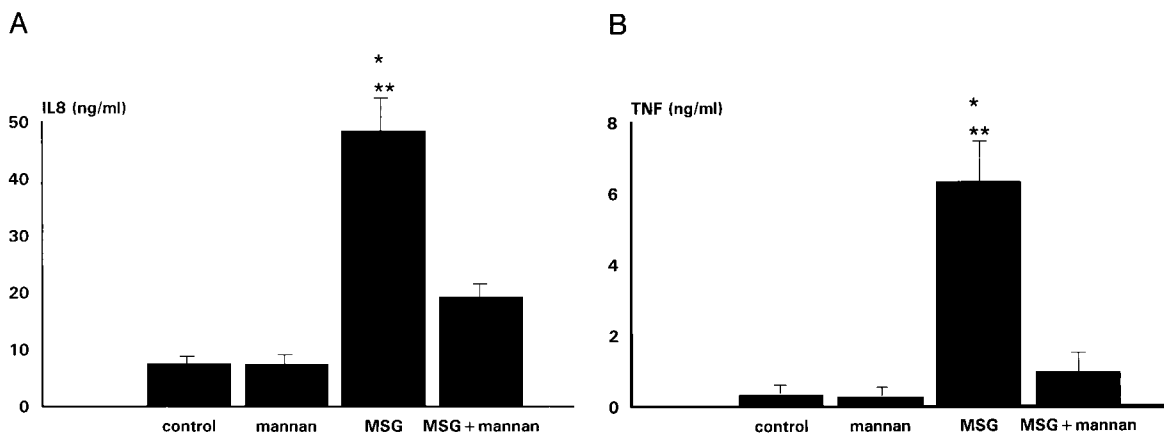 A
*
**
IL8 (ng/ml)
50
40
30
20
10
0
control mannan MSG MSG + mannan
B
*
**
TNF (ng/ml)
8
6
4
2
0
control mannan MSG MSG + mannan